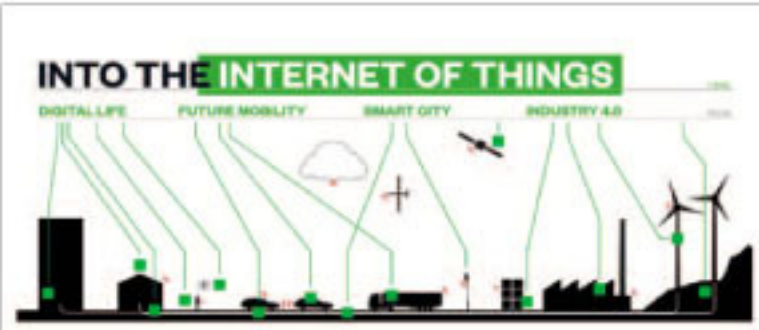 INTO THE INTERNET OF THINGS
DIGITAL LIFE FUTURE MOBILITY SMART CITY INDUSTRY 4.0